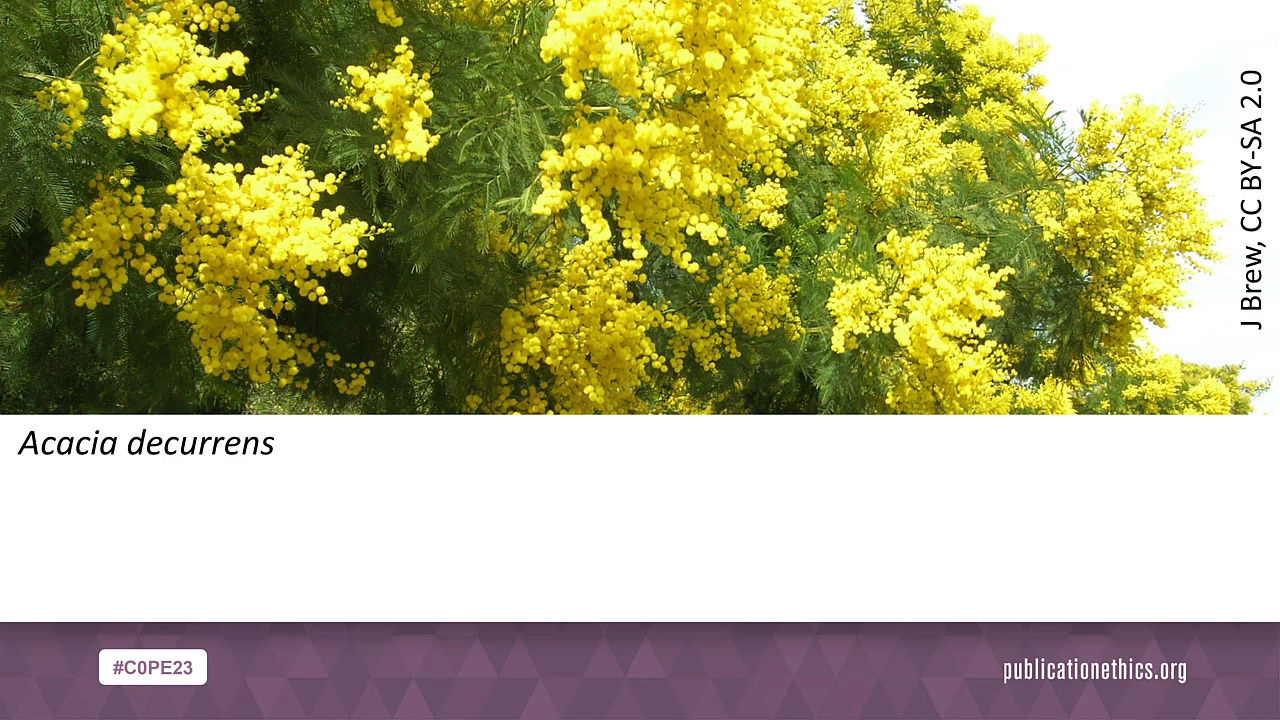 J Brew, CC BY-SA 2.0
Acacia decurrens
#C0PE23
publicationethics.org